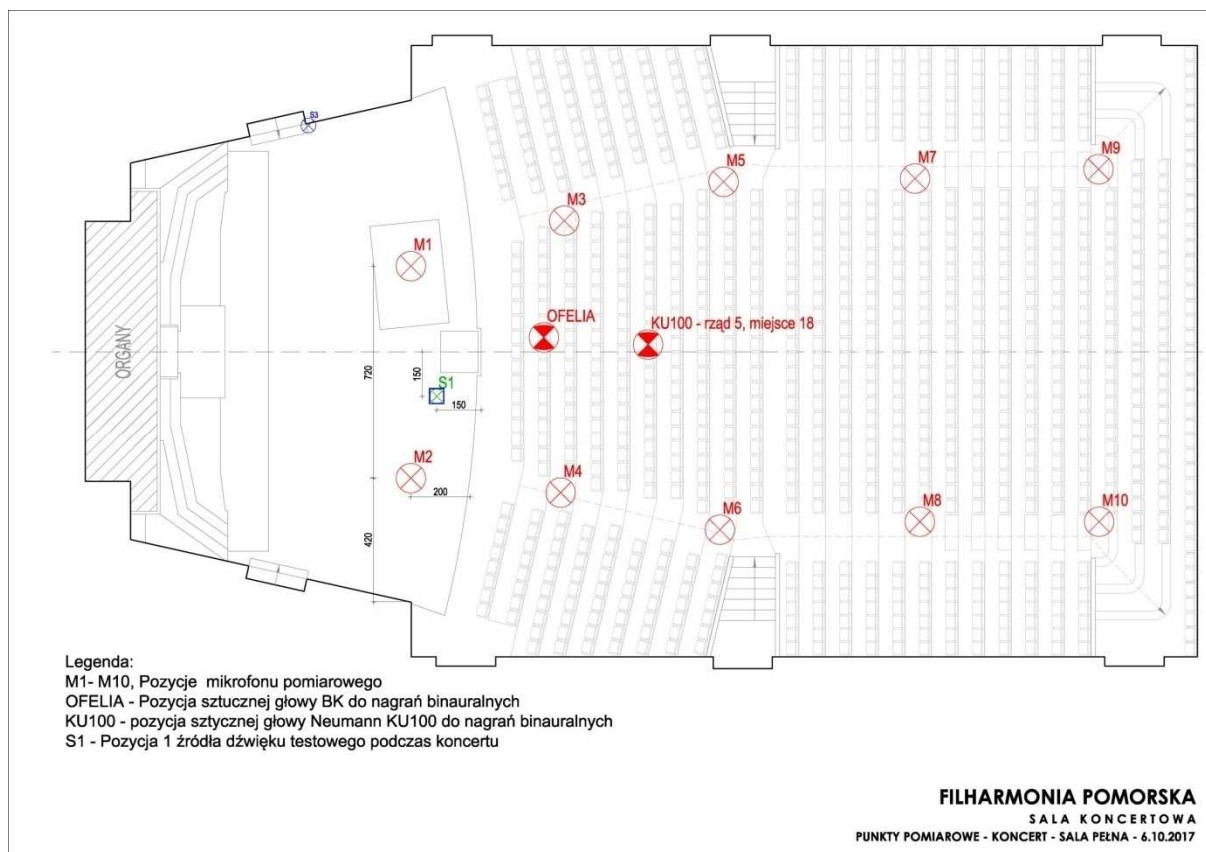 S3
M9
M5
M7
M3
M1
OFELIA
KU100 - rząd 5, miejsce 18
ORGANY
720
150
S1
150
M2
M4
200
M6
M8
M10
420
Legenda:
M1- M10, Pozycje mikrofonu pomiarowego
OFELIA - Pozycja sztucznej głowy BK do nagrań binauralnych
KU100 - pozycja sztycznej głowy Neumann KU100 do nagrań binauralnych
S1 - Pozycja 1 źródła dźwięku testowego podczas koncertu
FILHARMONIA POMORSKA
SALA KONCERTOWA
PUNKTY POMIAROWE - KONCERT - SALA PEŁNA - 6.10.2017